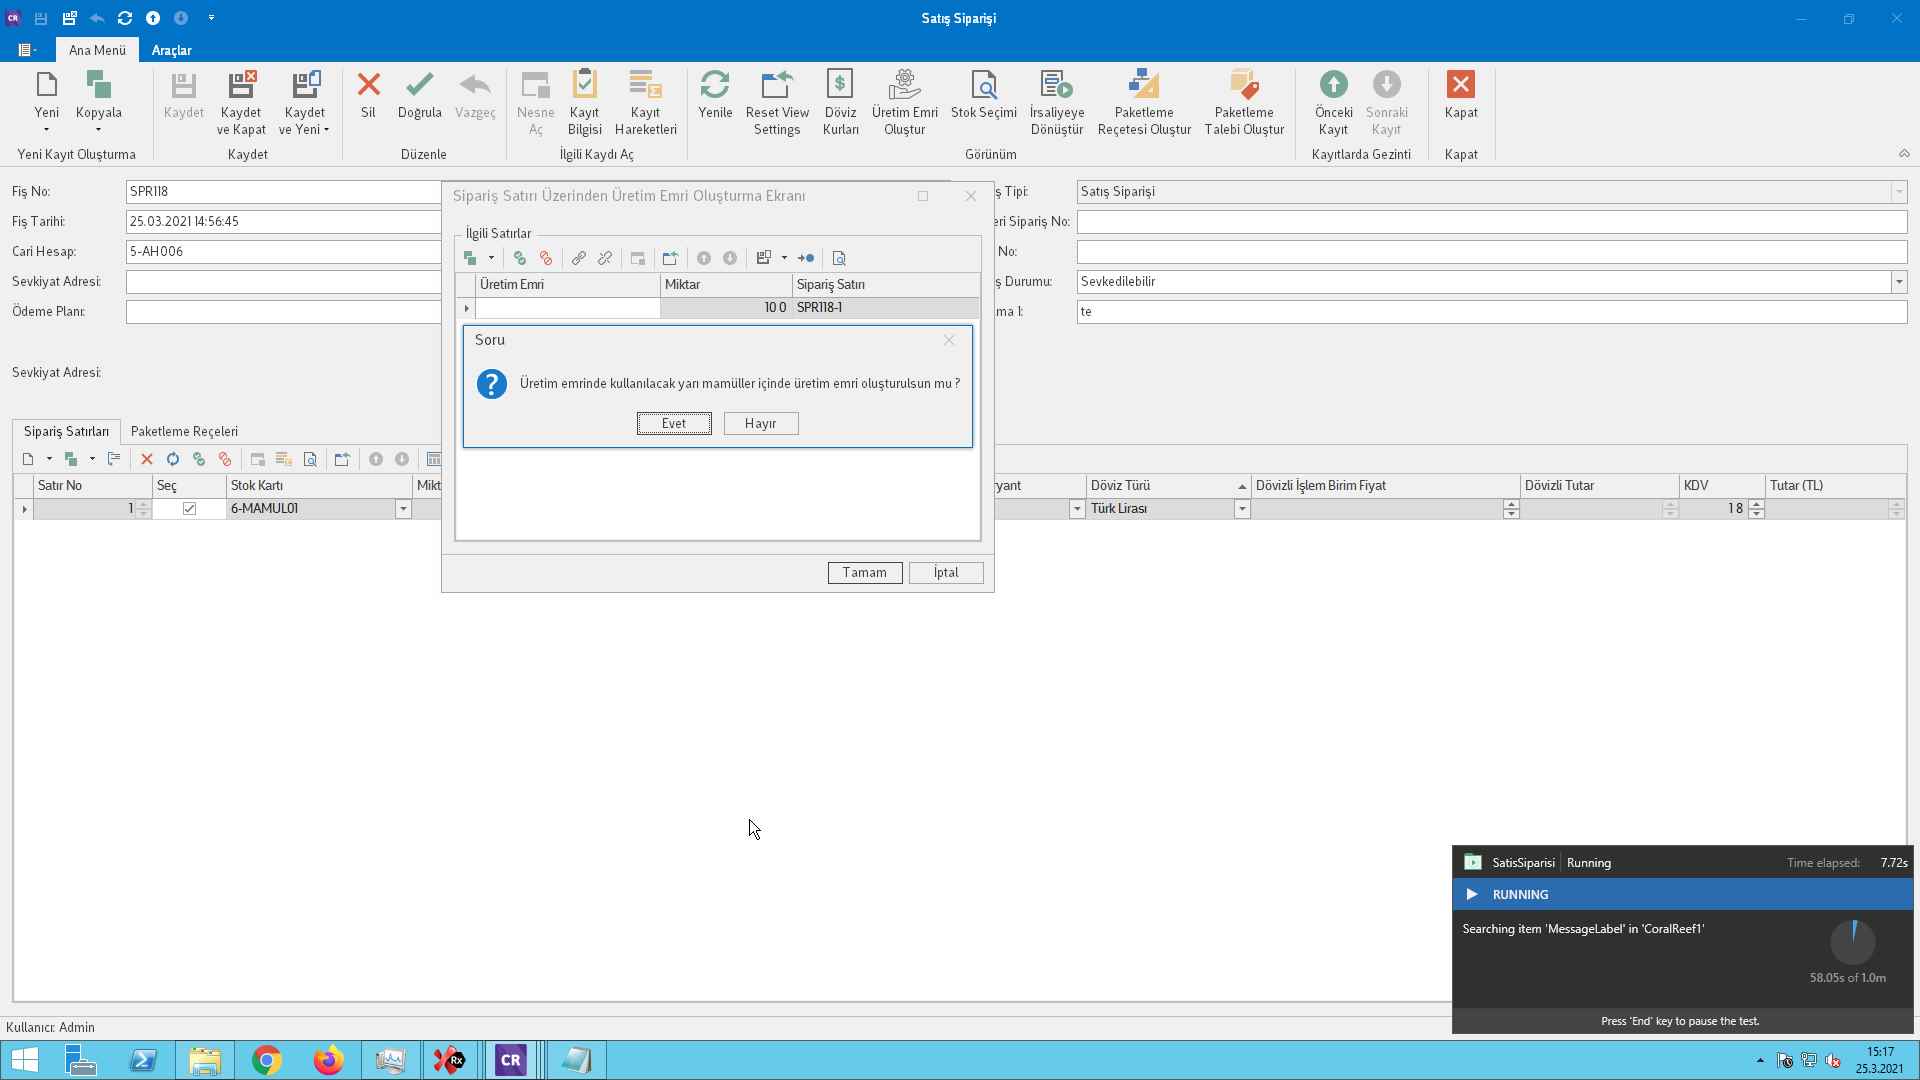 CR
Satış Siparişi
Ana Menü
Araçlar
Yeni
Kopyala
Yeni Kayıt Oluşturma
Kaydet
Kaydet ve Kapat
Kaydet ve Yeni
Kaydet
Sil
Doğrula
Vazgeç
Düzenle
Nesne Aç
Kayıt Bilgisi
Kayıt Hareketleri
İlgili Kaydı Aç
Yenile
Reset View Settings
Döviz Kurları
Üretim Emri Oluştur
Stok Seçimi
İrsaliyeye Dönüştür
Paketleme Reçetesi Oluştur
Paketleme Talebi Oluştur
Görünüm
Önceki Kayıt
Sonraki Kayıt
Kayıtlarda Gezinti
Kapat
Kapat
Fiş No:
SPR118
Fiş Tarihi:
25.03.2021 14:56:45
Cari Hesap:
5-AH006
Sevkiyat Adresi:
Ödeme Planı:
Sevkiyat Adresi:
ş Tipi:
Satış Siparişi
eri Sipariş No:
No:
ş Durumu:
Sevkedilebilir
ma 1:
te
Sipariş Satırı Üzerinden Üretim Emri Oluşturma Ekranı
İlgili Satırlar
Üretim Emri
Miktar
Sipariş Satırı
10 0
SPR118-1
Soru
Üretim emrinde kullanılacak yarı mamüller içinde üretim emri oluşturulsun mu ?
Evet
Hayır
Tamam
İptal
Sipariş Satırları
Paketleme Reçeleri
Satır No
Seç
Stok Kartı
Mikt
ryant
Döviz Türü
Dövizli İşlem Birim Fiyat
Dövizli Tutar
KDV
Tutar (TL)
1
6-MAMUL01
Türk Lirası
18
SatisSiparisi
Running
Time elapsed:
7.72s
RUNNING
Searching item 'MessageLabel' in 'CoralReef1'
58.05s of 1.0m
Press 'End' key to pause the test.
Kullanıcı: Admin
Rx
CR
15:17
25.3.2021